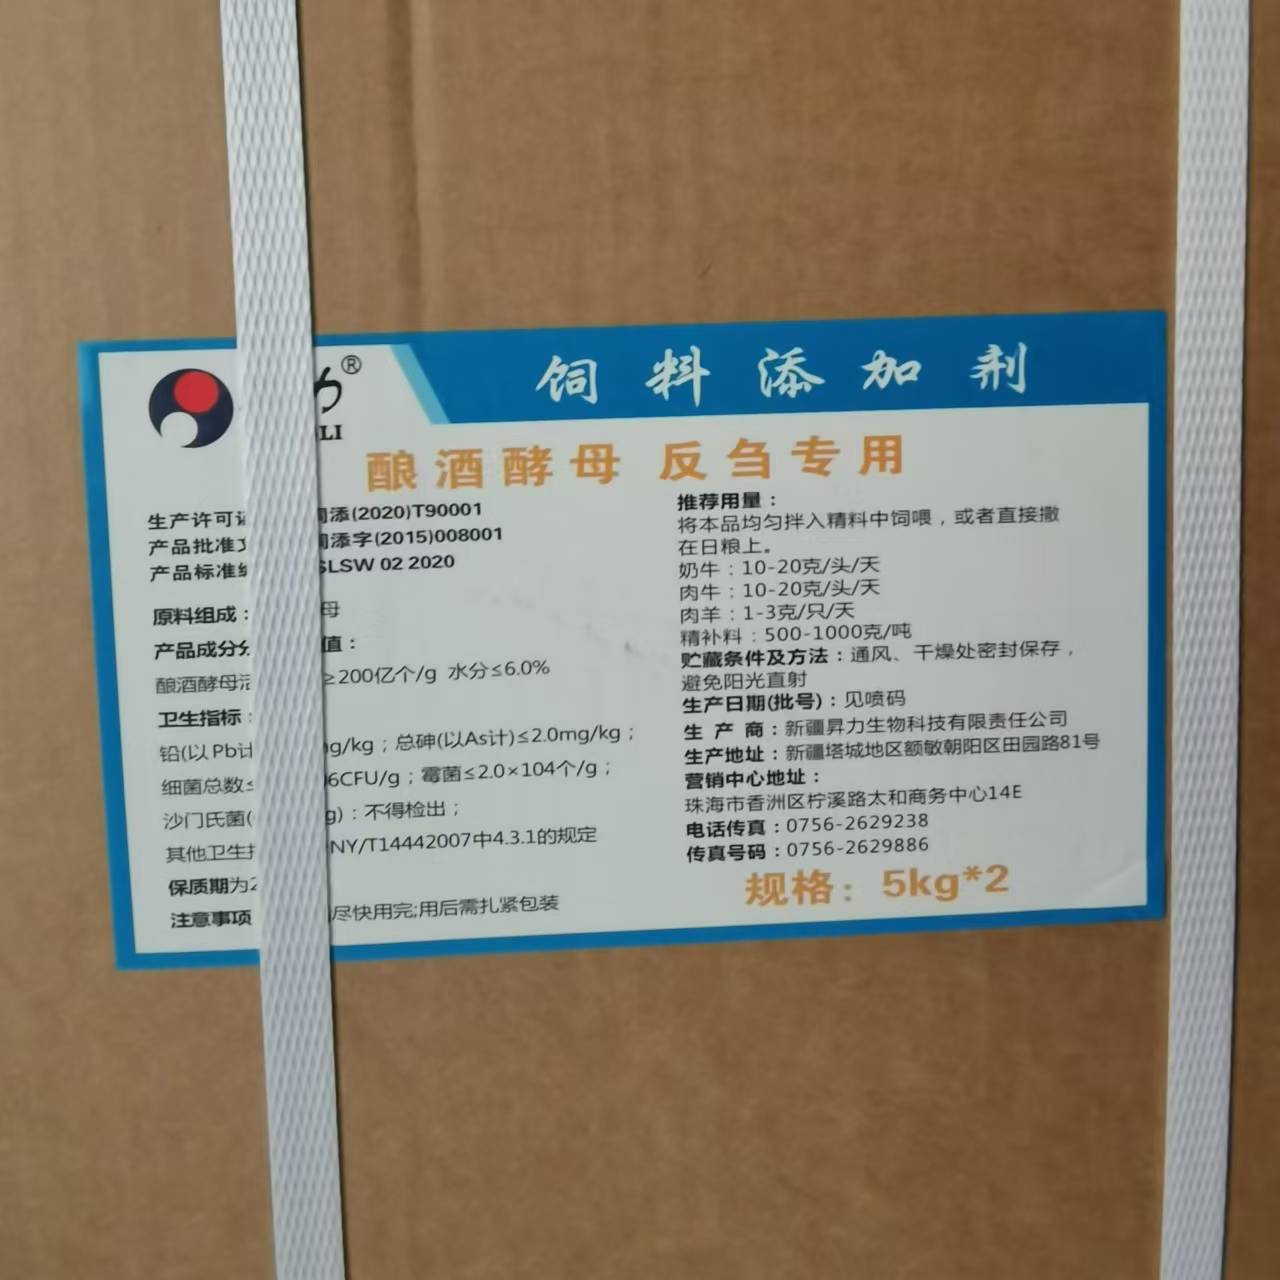 饲料添加剂
力®
LI
酿酒酵母 反刍专用
生产许可 添(2020)T90001
产品批准 添字(2015)008001
产品标准 SLSW 02 2020
原料组成： 母
产品成分 值：
酿酒酵母 ≥200亿个/g 水分≤6.0%
卫生指标
铅(以Pb计 g/kg；总砷(以As计)≤2.0mg/kg；
细菌总数≤ 6CFU/g；霉菌≤2.0×104个/g；
沙门氏菌( g)：不得检出；
其他卫生 NY/T14442007中4.3.1的规定
保质期为2
注意事项 尽快用完;用后需扎紧包装
推荐用量：
将本品均匀拌入精料中饲喂，或者直接撒
在日粮上。
奶牛：10-20克/头/天
肉牛：10-20克/头/天
肉羊：1-3克/只/天
精补料：500-1000克/吨
贮藏条件及方法：通风、干燥处密封保存，
避免阳光直射
生产日期(批号)：见喷码
生产商：新疆昇力生物科技有限责任公司
生产地址：新疆塔城地区额敏朝阳区田园路81号
营销中心地址：
珠海市香洲区柠溪路太和商务中心14E
电话传真：0756-2629238
传真号码：0756-2629886
规格：5kg*2